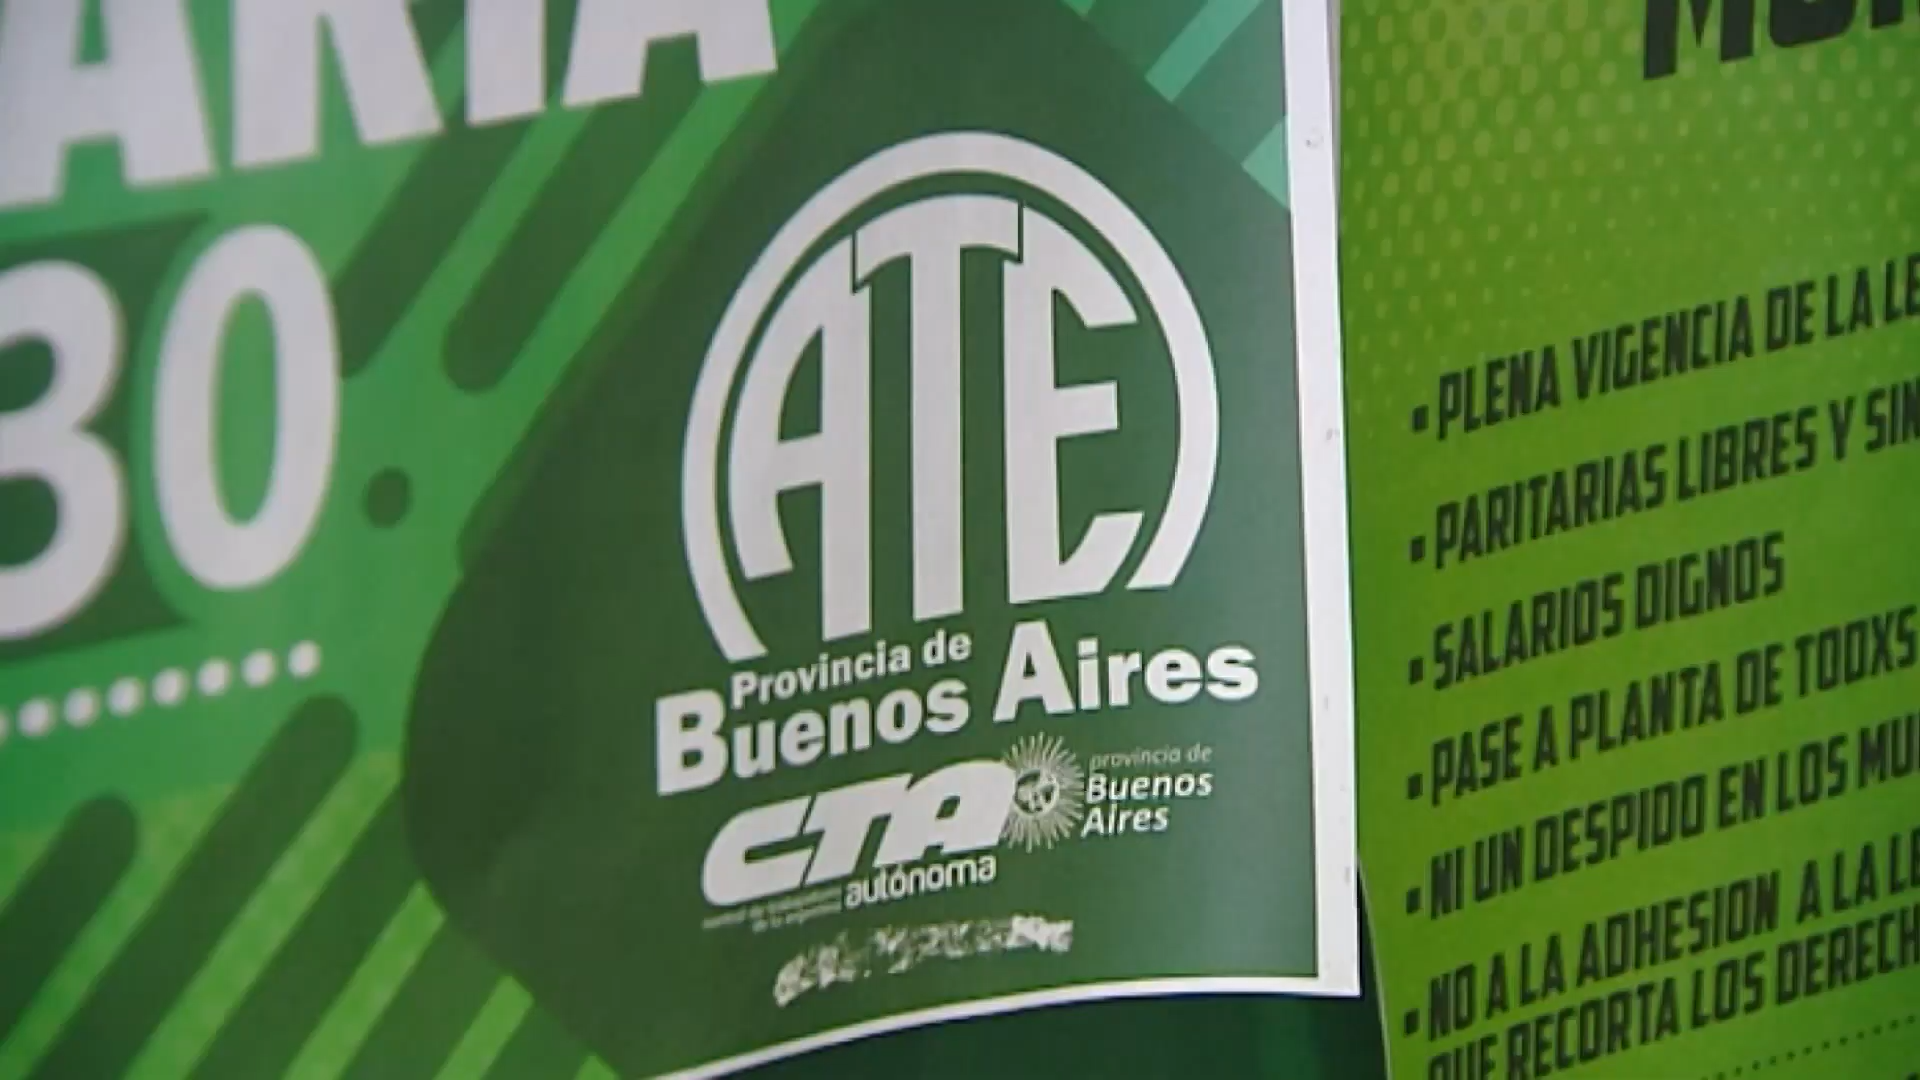 30
ATE
Provincia de
Buenos Aires
CTA
autónoma
provincia de
Buenos
Aires
▪ PLENA VIGENCIA DE LA
▪ PARITARIAS LIBRES Y SIN
▪ SALARIOS DIGNOS
▪ PASE A PLANTA DE TODXS
▪ NI UN DESPIDO EN LOS
▪ NO A LA ADHESION A LA
QUE RECORTA LOS